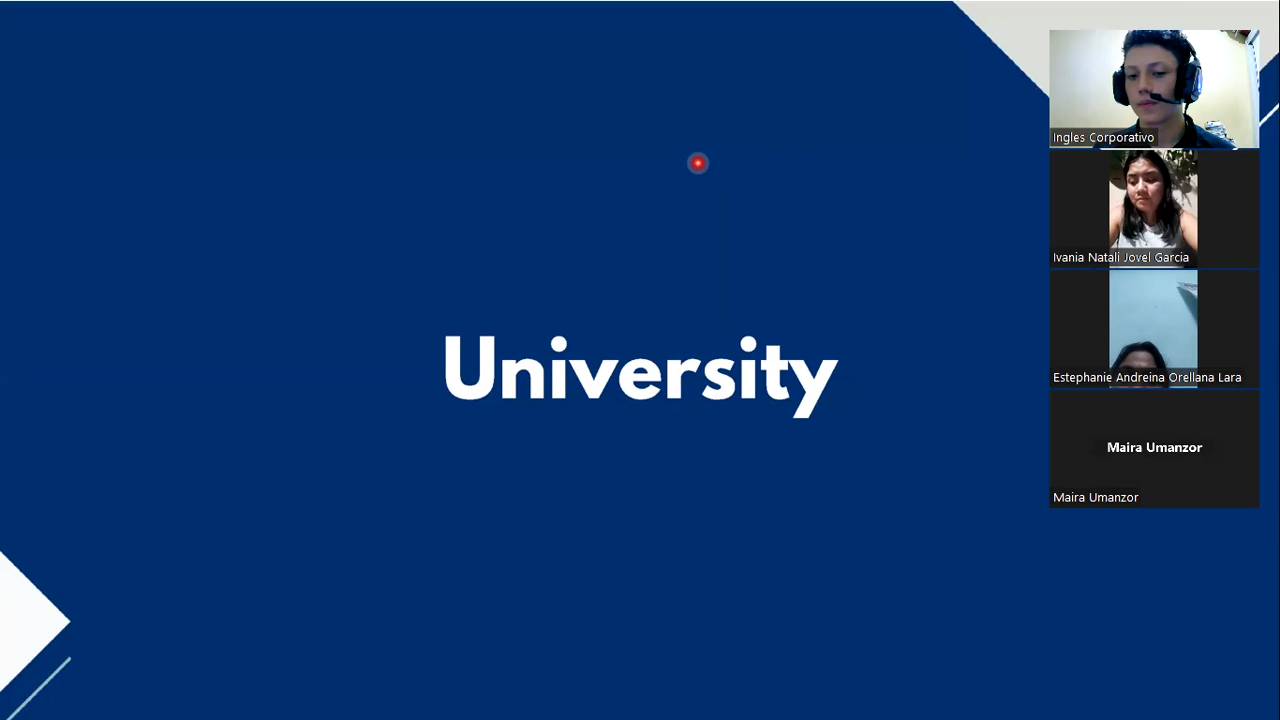 University
Ingles Corporativo
Ivania Natali Jovel Garcia
Estephanie Andreina Orellana Lara
Maira Umanzor
Maira Umanzor